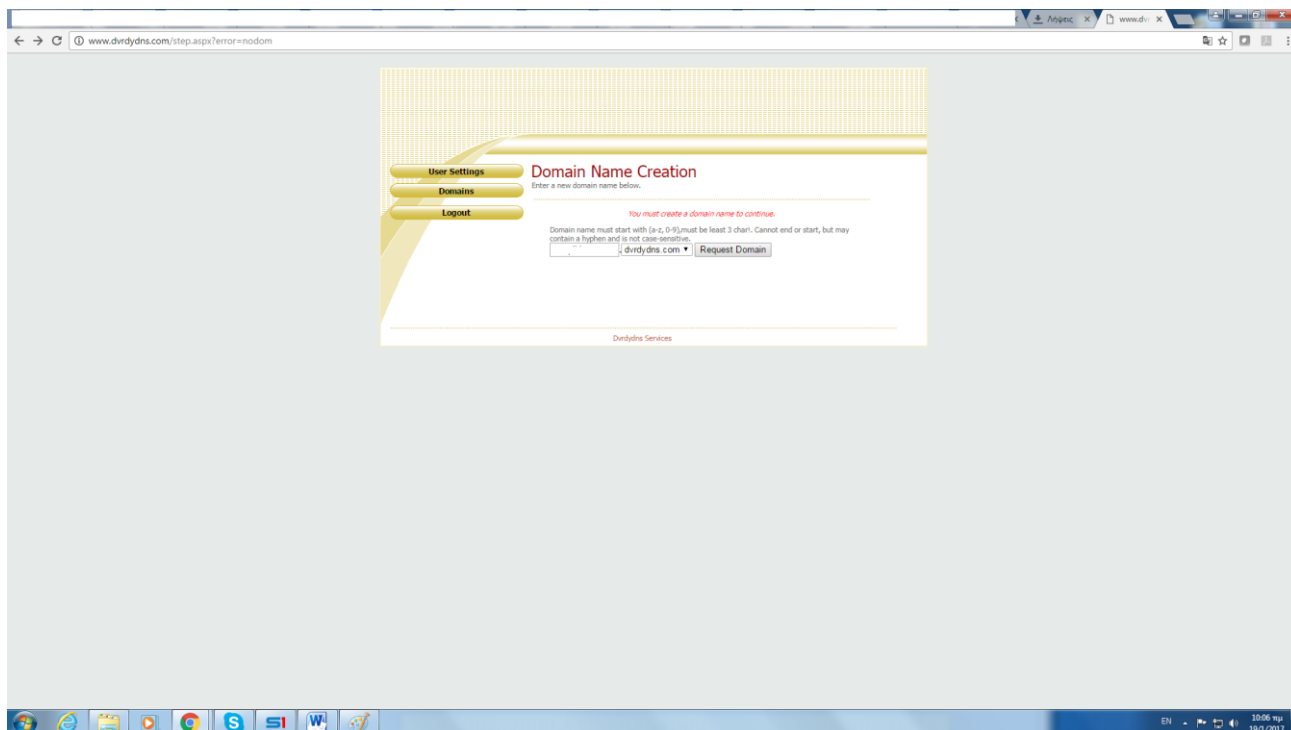 Λήψεις
www.dv
www.dvrdydns.com/step.aspx?error=nodom
User Settings
Domains
Logout
Domain Name Creation
Enter a new domain name below.
You must create a domain name to continue.
Domain name must start with (a-z, 0-9),must be least 3 char!. Cannot end or start, but may
contain a hyphen and is not case-sensitive.
. dvrdydns.com Request Domain
Dvrdydns Services
EN
10:06 πμ
19/1/2017